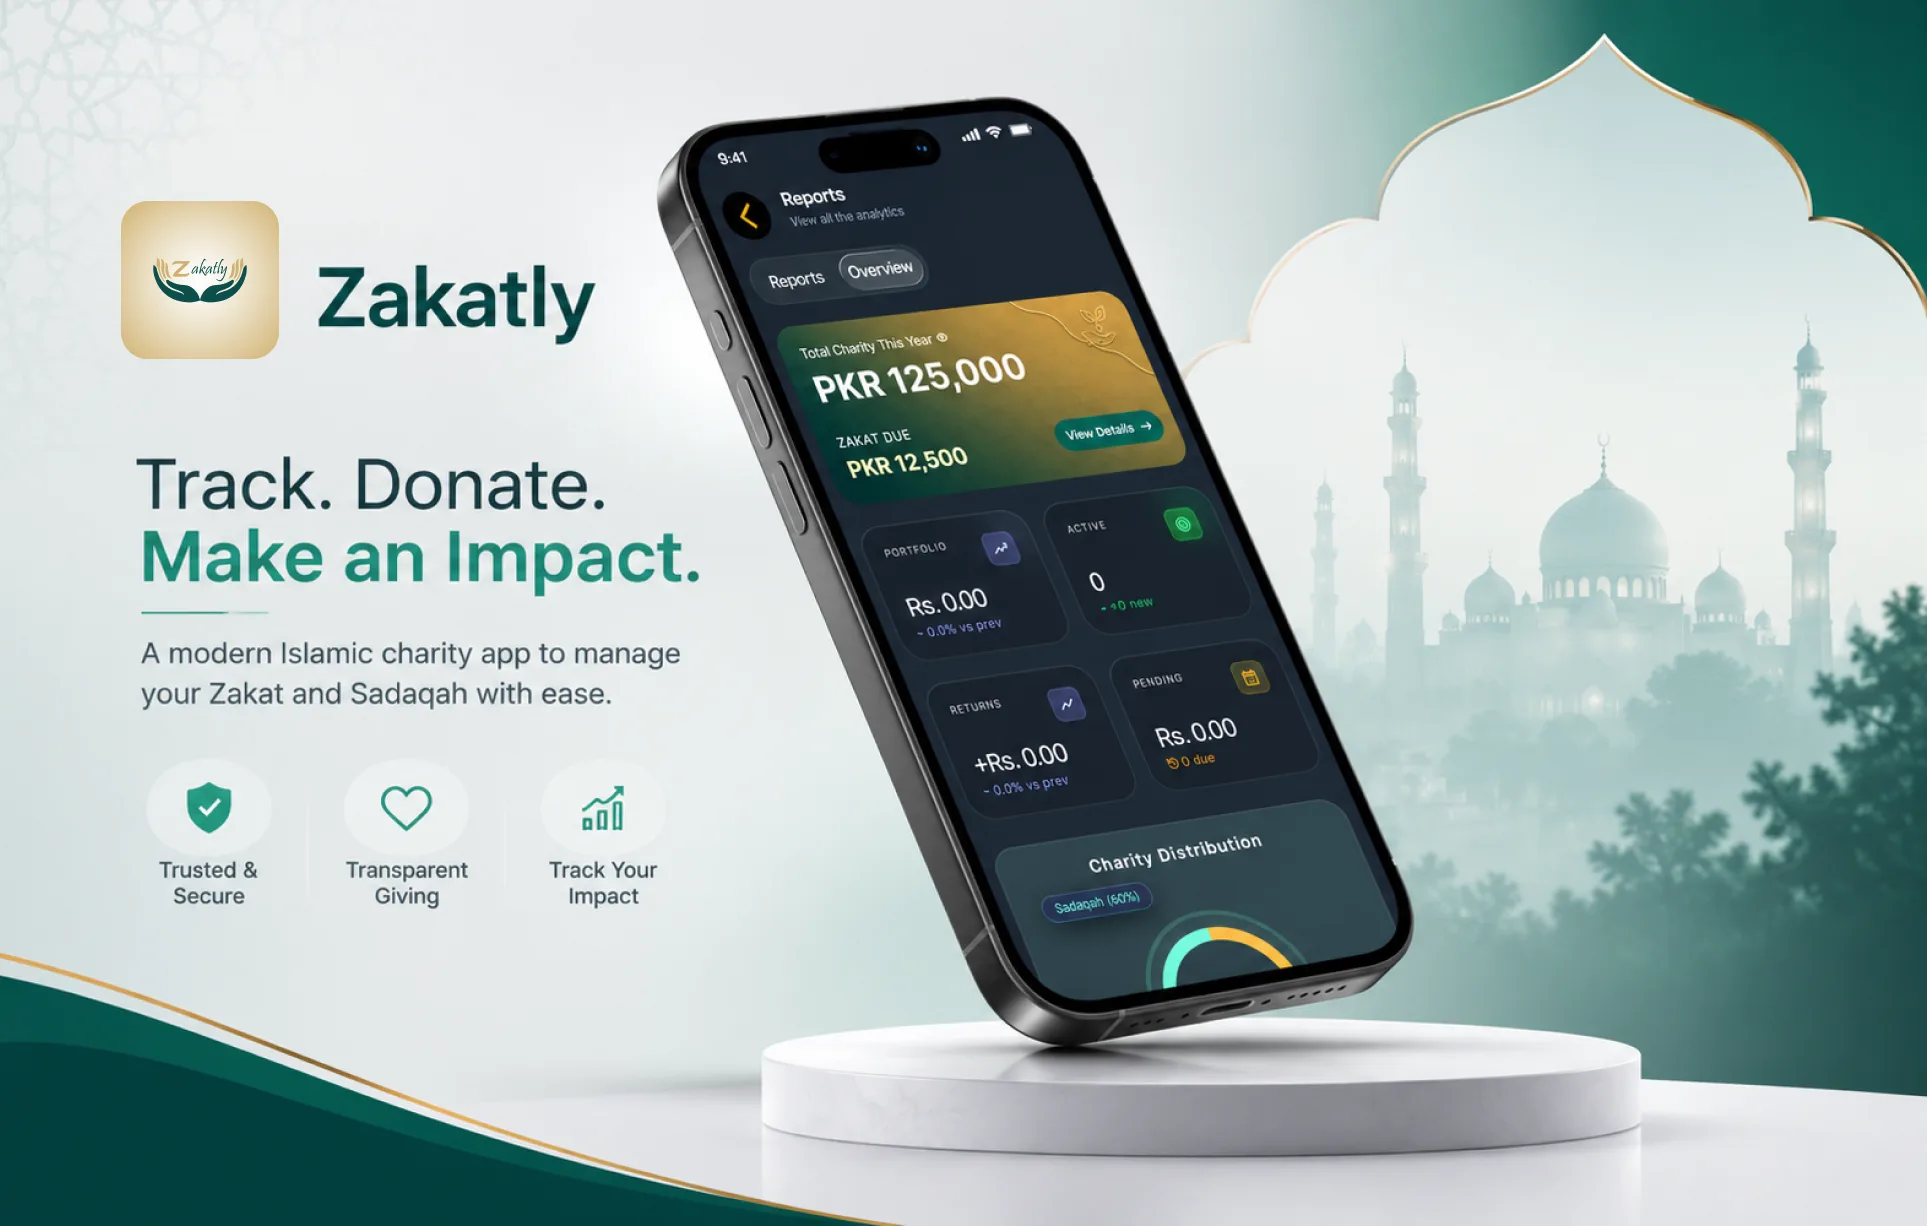 Zakatly
Zakatly
Track. Donate.
Make an Impact.
A modern Islamic charity app to manage
your Zakat and Sadaqah with ease.
Trusted &
Secure
Transparent
Giving
Track Your
Impact
9:41
Reports
View all the analytics
Reports
Overview
Total Charity This Year
PKR 125,000
ZAKAT DUE
PKR 12,500
View Details →
PORTFOLIO
Rs. 0.00
~ 0.0% vs prev
ACTIVE
0
~ +0 new
RETURNS
+Rs. 0.00
~ 0.0% vs prev
PENDING
Rs. 0.00
0 due
Charity Distribution
Sadaqah (60%)